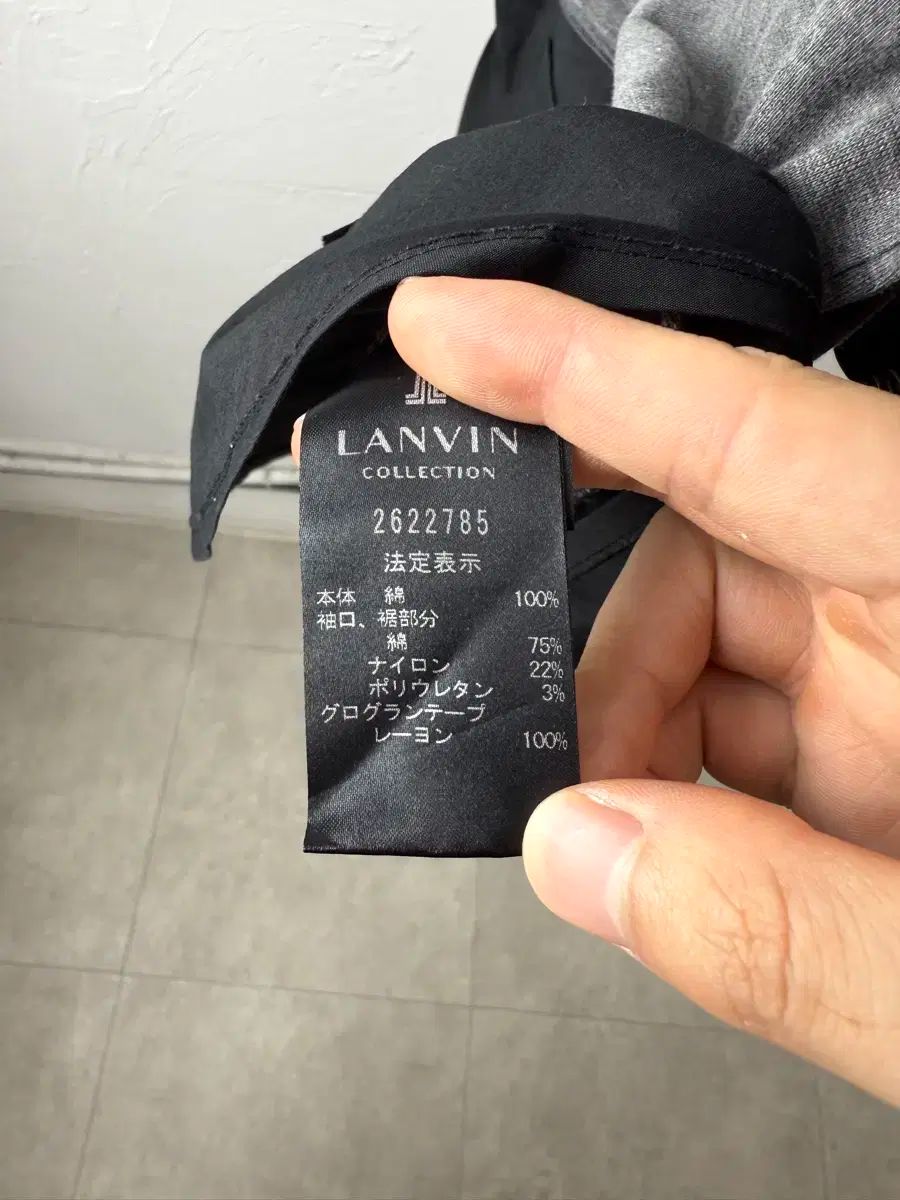 LANVIN
COLLECTION
2622785
法定表示
本体 綿 100%
袖口、裾部分
綿 75%
ナイロン 22%
ポリウレタン 3%
グログランテープ
レーヨン 100%